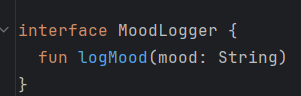 interface MoodLogger {
  fun logMood(mood: String)
}